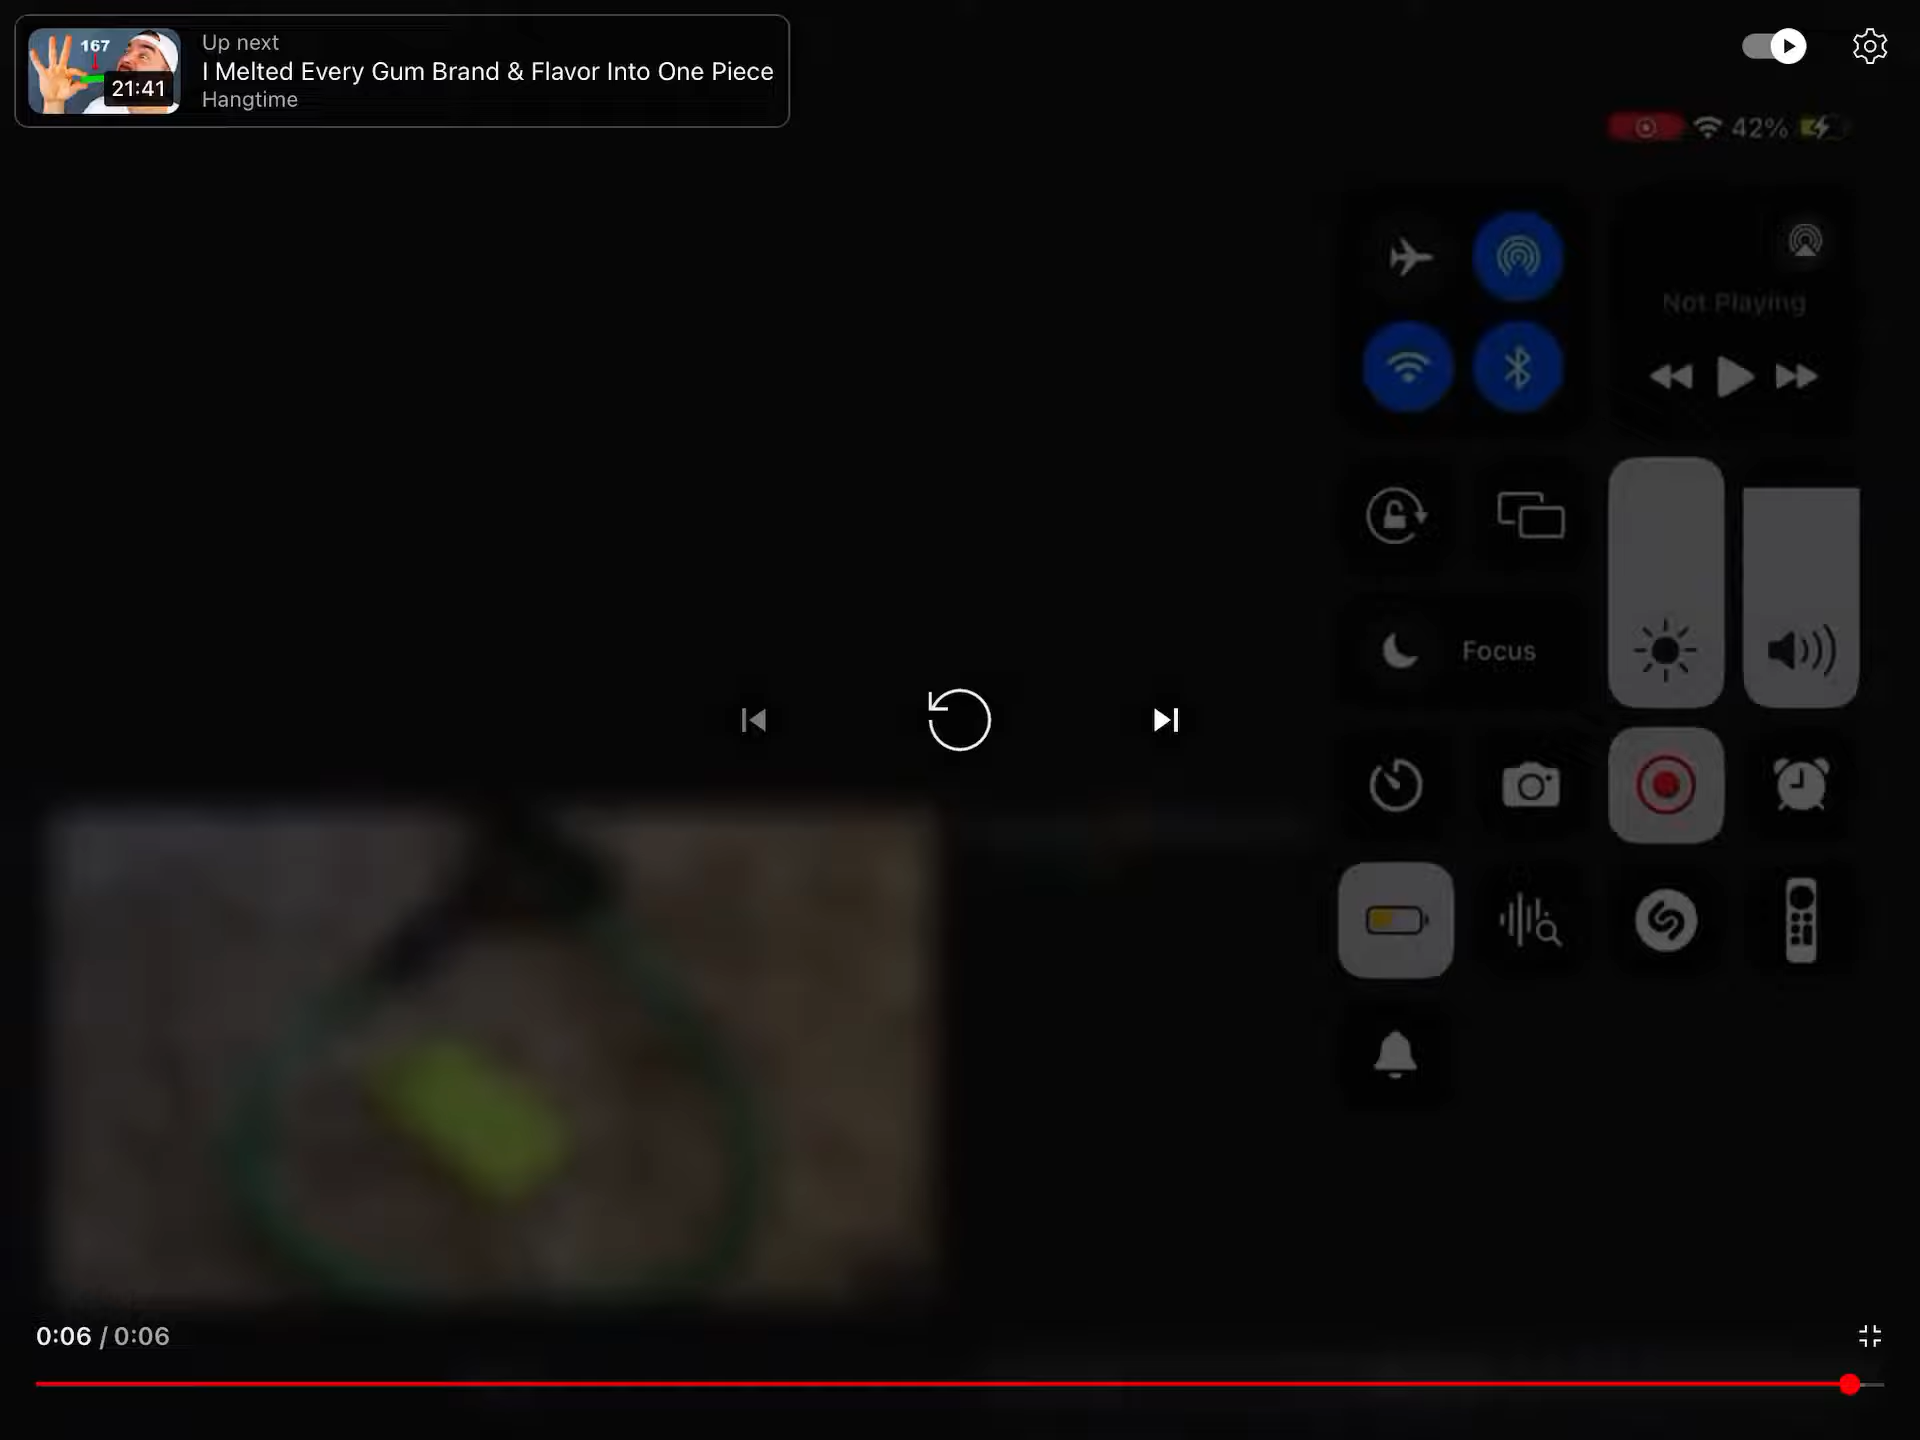 167
21:41
Up next
I Melted Every Gum Brand & Flavor Into One Piece
Hangtime
42%
Not Playing
Focus
0:06 / 0:06